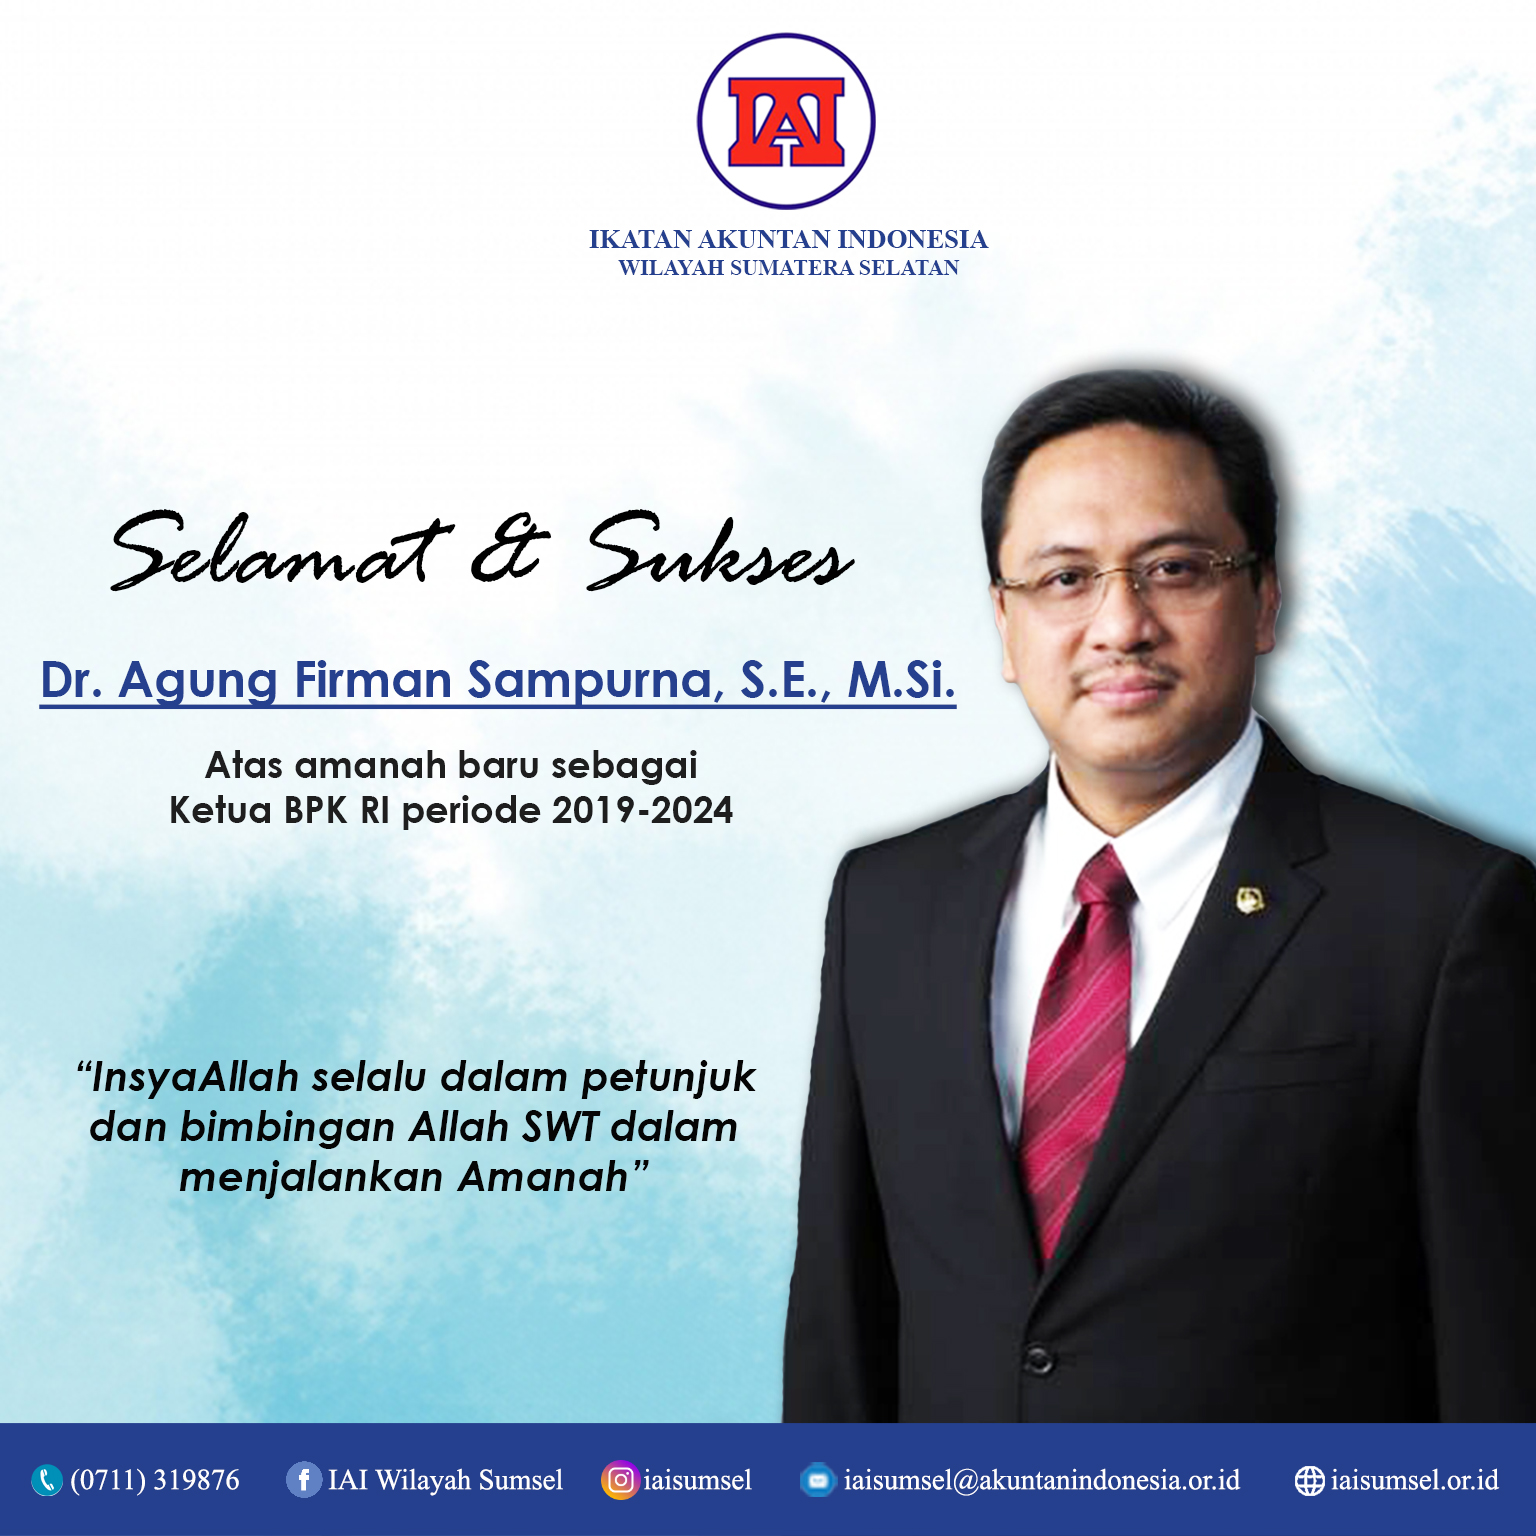 IAI
IKATAN AKUNTAN INDONESIA
WILAYAH SUMATERA SELATAN
Selamat & Sukses
Dr. Agung Firman Sampurna, S.E., M.Si.
Atas amanah baru sebagai
Ketua BPK RI periode 2019-2024
“InsyaAllah selalu dalam petunjuk
dan bimbingan Allah SWT dalam
menjalankan Amanah”
(0711) 319876 IAI Wilayah Sumsel iaisumsel iaisumsel@akuntanindonesia.or.id iaisumsel.or.id